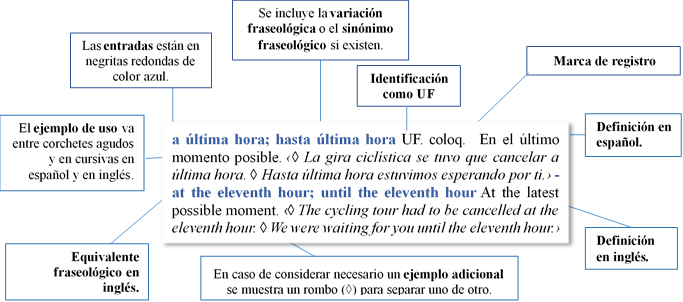 Se incluye la variación
fraseológica o el sinónimo
fraseológico si existen.
Las entradas están en
negritas redondas de
color azul.
Marca de registro
Identificación
como UF
El ejemplo de uso va
entre corchetes agudos
y en cursivas en
español y en inglés.
Definición en
español.
a última hora; hasta última hora UF. coloq. En el último
momento posible. ‹◊ La gira ciclística se tuvo que cancelar a
última hora. ◊ Hasta última hora estuvimos esperando por ti.› -
at the eleventh hour; until the eleventh hour At the latest
possible moment. ‹◊ The cycling tour had to be cancelled at the
eleventh hour. ◊ We were waiting for you until the eleventh hour.›
Definición
en inglés.
Equivalente
fraseológico en
inglés.
En caso de considerar necesario un ejemplo adicional
se muestra un rombo (◊) para separar uno de otro.